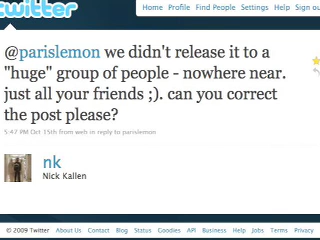 twitter
Home Profile Find People Settings Help Sign out
@parislemon we didn't release it to a
"huge" group of people - nowhere near.
just all your friends ;). can you correct
the post please?
5:47 PM Oct 15th from web in reply to parislemon
nk
Nick Kallen
© 2009 Twitter About Us Contact Blog Status Goodies API Business Help Jobs Terms Privacy